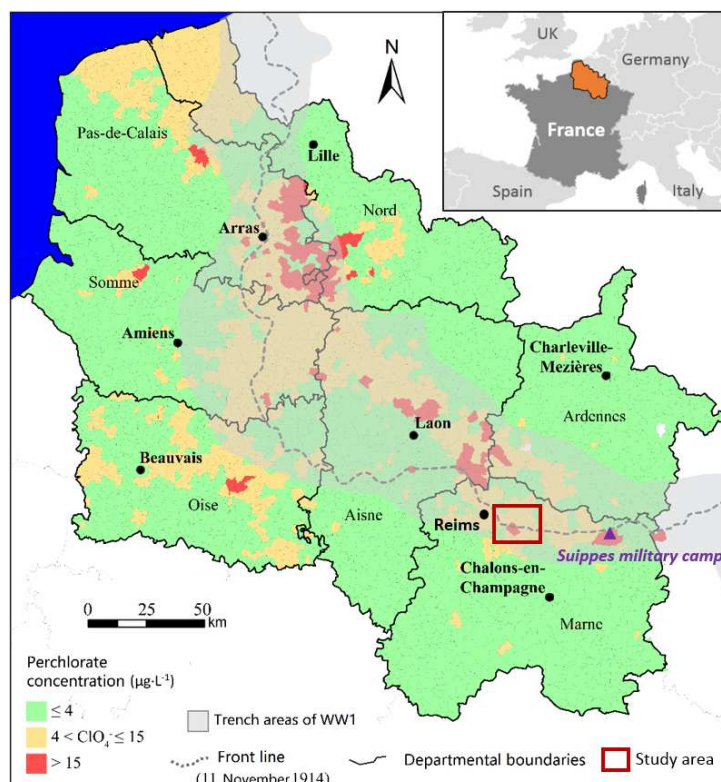 UK
Germany
France
Spain
Italy
N
Pas-de-Calais
Lille
Nord
Arras
Somme
Amiens
Charleville-
Mezières
Ardennes
Laon
Beauvais
Oise
Aisne
Reims
Suippes military camp
Chalons-en-
Champagne
Marne
0 12.5 25 50
km
Perchlorate
concentration (µg·L⁻¹)
≤ 4
4 < ClO₄⁻ ≤ 15
> 15
Trench areas of WW1
Front line
(11 November 1914)
Departmental boundaries
Study area